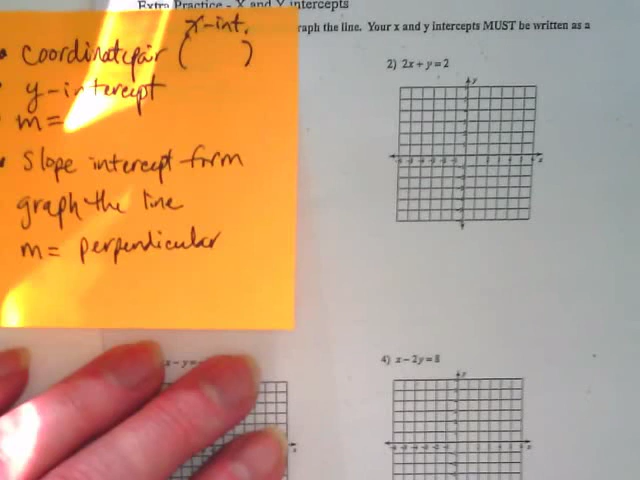 Extra Practice - X and Y intercepts
raph the line. Your x and y intercepts MUST be written as a
x-int.
coordinate pair ( )
y-intercept
m=
slope intercept form
graph the line
m= perpendicular
2) 2x+y=2
y
x
x-y=
4) x-2y=8
y
x